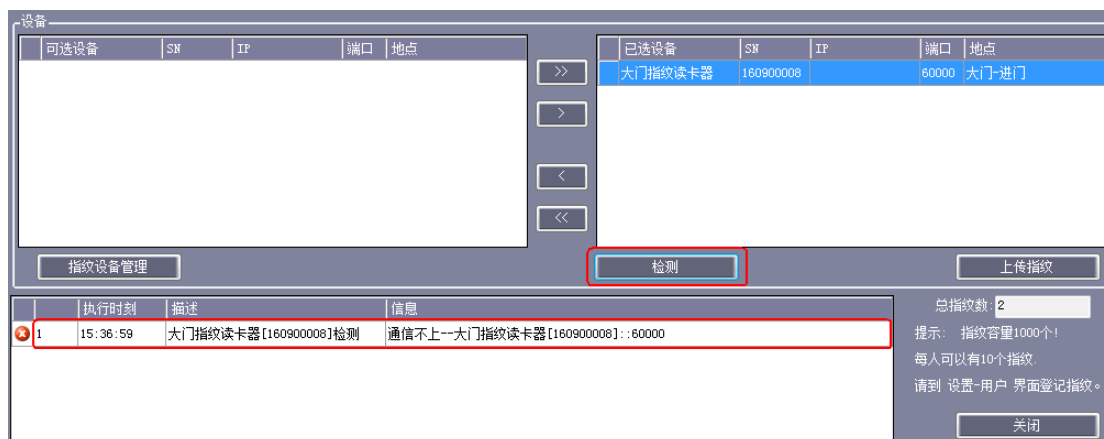 设备
可选设备 SN IP 端口 地点
>>
>
<
<<
已选设备 SN IP 端口 地点
大门指纹读卡器 160900008 60000 大门-进门
指纹设备管理 检测 上传指纹
执行时刻 描述 信息
1 15:36:59 大门指纹读卡器[160900008]检测 通信不上--大门指纹读卡器[160900008]::60000
总指纹数: 2
提示: 指纹容量1000个!
每人可以有10个指纹.
请到 设置-用户 界面登记指纹。
关闭